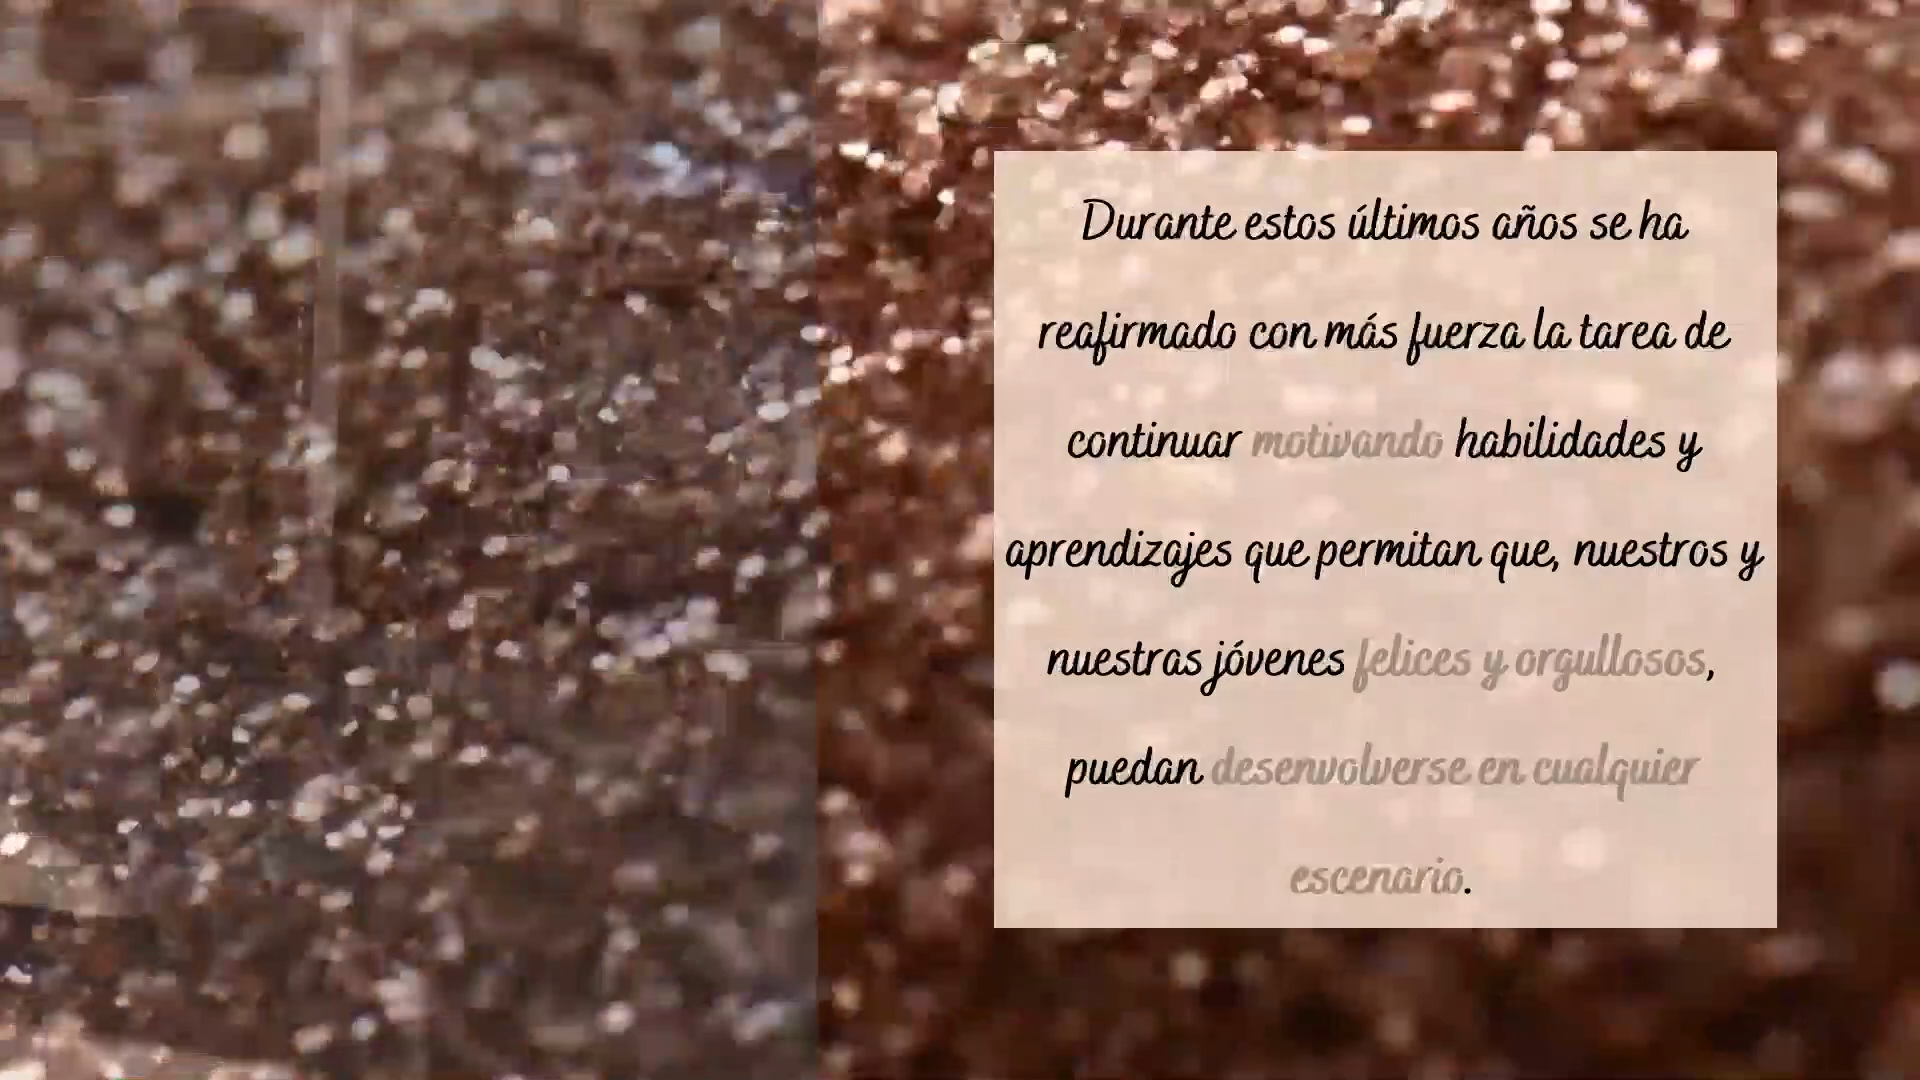 Durante estos últimos años se ha
reafirmado con más fuerza la tarea de
continuar motivando habilidades y
aprendizajes que permitan que, nuestros y
nuestras jóvenes felices y orgullosos,
puedan desenvolverse en cualquier
escenario.